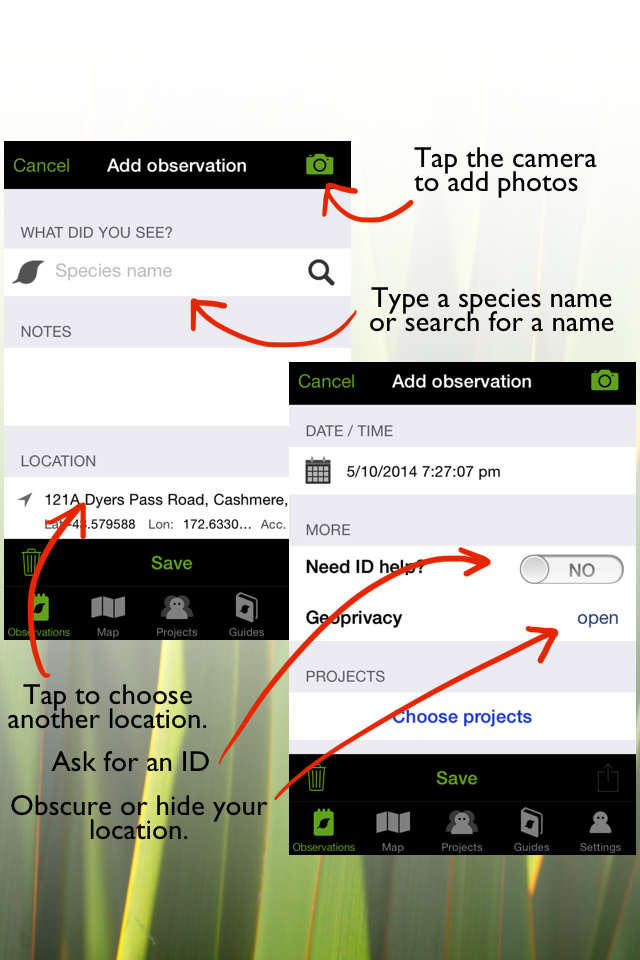 Cancel
Add observation
Tap the camera
to add photos
WHAT DID YOU SEE?
Species name
Type a species name
or search for a name
NOTES
LOCATION
121A Dyers Pass Road, Cashmere,
Lat -43.579588 Lon: 172.6330... Acc.
Save
Observations
Map
Projects
Guides
Cancel
Add observation
DATE / TIME
5/10/2014 7:27:07 pm
MORE
Need ID help?
NO
Geoprivacy
open
PROJECTS
Choose projects
Save
Observations
Map
Projects
Guides
Settings
Tap to choose
another location.
Ask for an ID
Obscure or hide your
location.